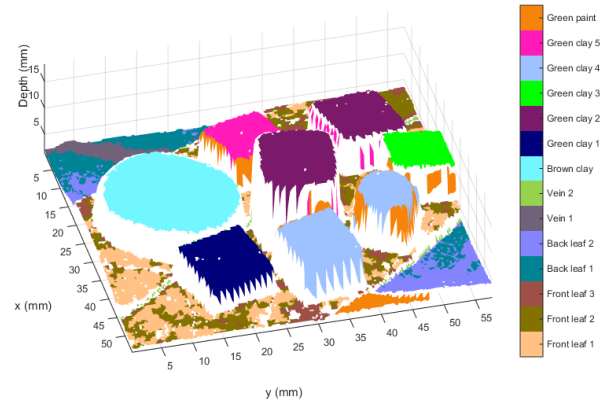 Depth (mm)
15
10
5
5
10
15
20
25
30
35
40
45
50
x (mm)
5
10
15
20
25
30
35
40
45
50
55
y (mm)
Green paint
Green clay 5
Green clay 4
Green clay 3
Green clay 2
Green clay 1
Brown clay
Vein 2
Vein 1
Back leaf 2
Back leaf 1
Front leaf 3
Front leaf 2
Front leaf 1